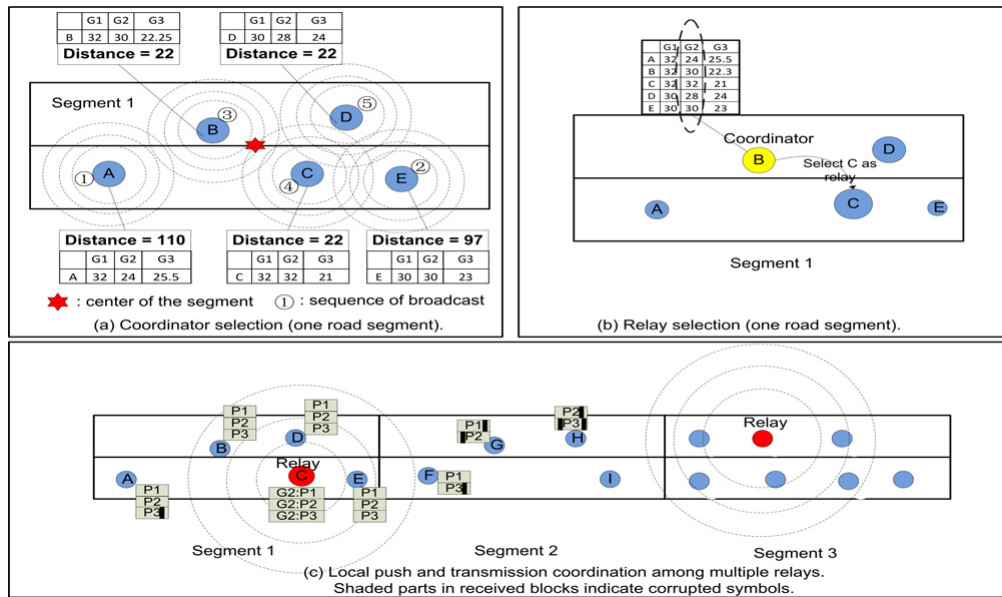 G1 G2 G3
B 32 30 22.25
Distance = 22
G1 G2 G3
D 30 28 24
Distance = 22
Segment 1
③
B
⑤
D
① A
④ C
②
E
Distance = 110
G1 G2 G3
A 32 24 25.5
Distance = 22
G1 G2 G3
C 32 32 21
Distance = 97
G1 G2 G3
E 30 30 23
: center of the segment
① : sequence of broadcast
(a) Coordinator selection (one road segment).
G1 G2 G3
A 32 24 25.5
B 32 30 22.3
C 32 32 21
D 30 28 24
E 30 30 23
Coordinator
B
D
Select C as
relay
A
C
E
Segment 1
(b) Relay selection (one road segment).
P1
P2
P3
B
P1
P2
P3
D
Relay
C
G2:P1
G2:P2
G2:P3
A
P1
P2
P3
E
P1
P2
P3
Segment 1
P1
P2
G
P2
P3
H
F
P1
P3
I
Segment 2
Relay
Segment 3
(c) Local push and transmission coordination among multiple relays.
Shaded parts in received blocks indicate corrupted symbols.